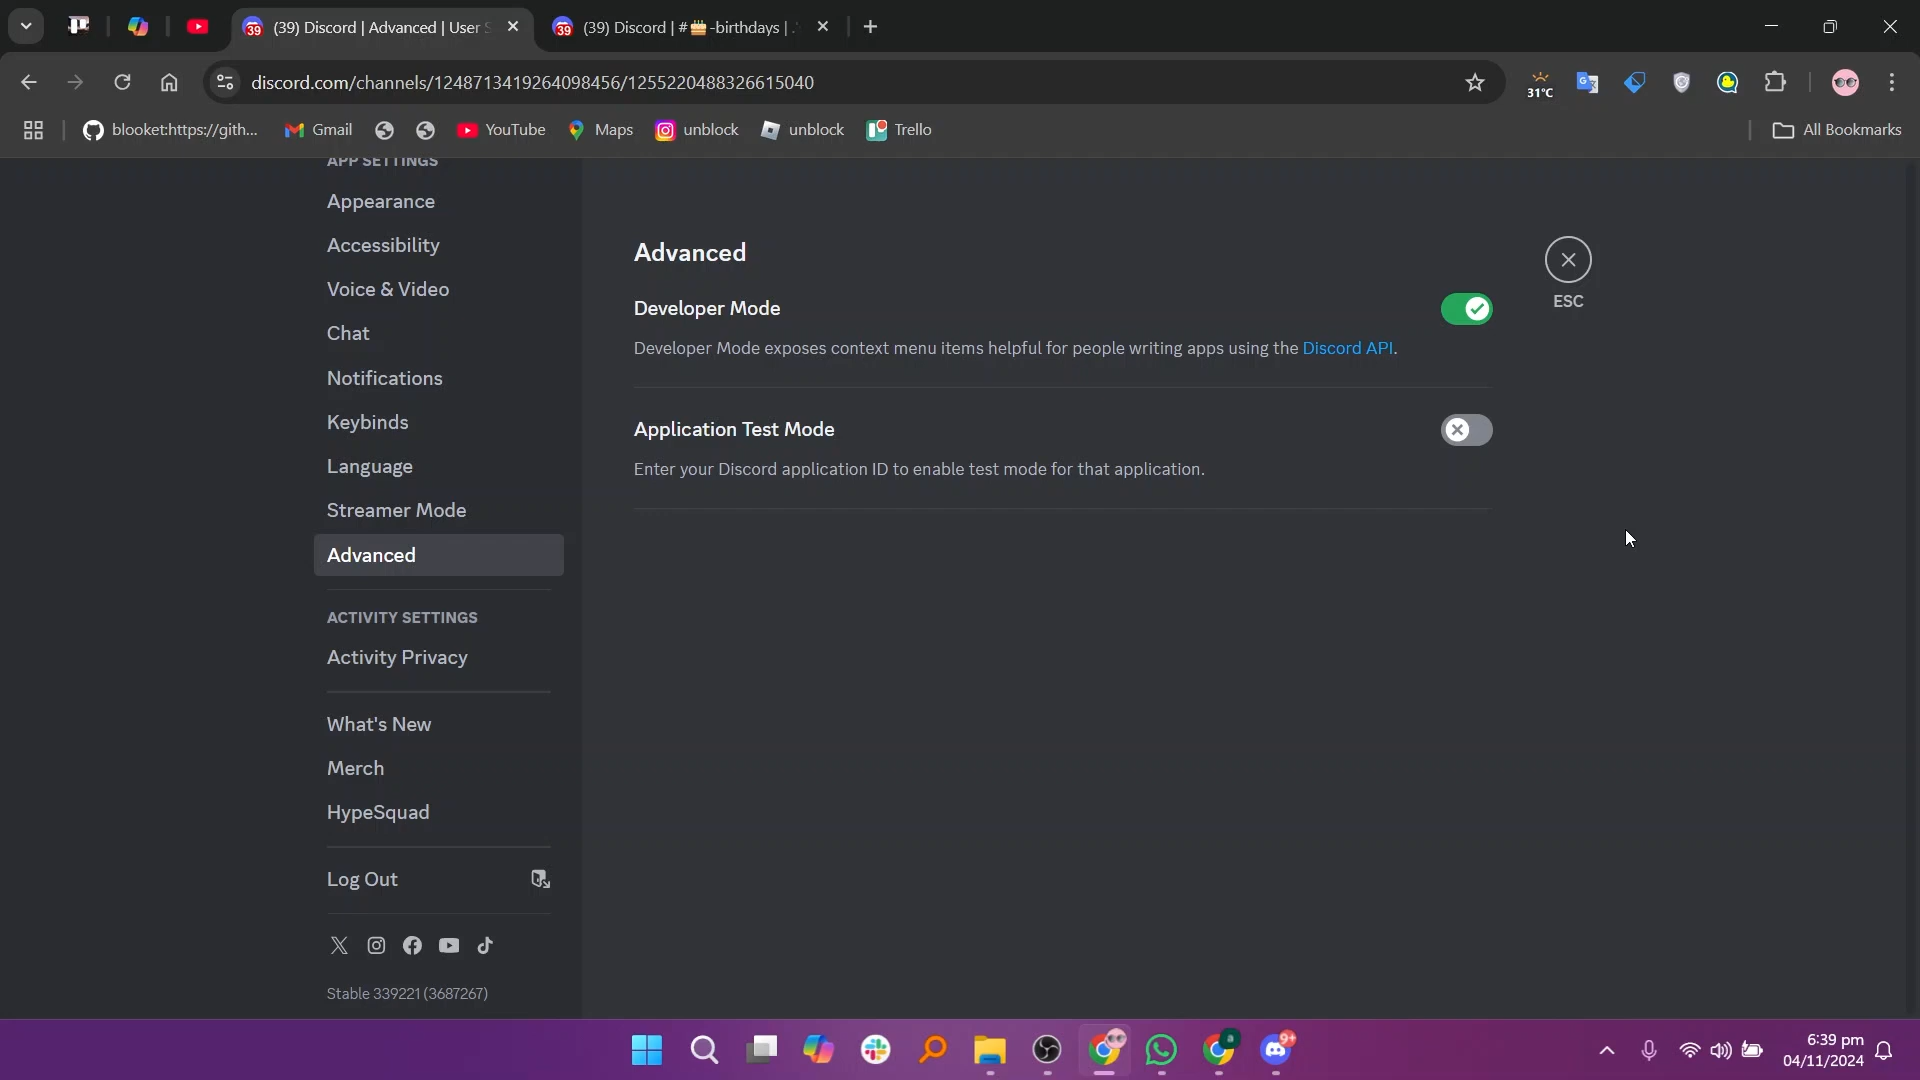 39 (39) Discord | Advanced | User S
39 (39) Discord | #🎂-birthdays | .
discord.com/channels/1248713419264098456/1255220488326615040
31°C
blooket:https://gith...
Gmail
YouTube
Maps
unblock
unblock
Trello
All Bookmarks
APP SETTINGS
Appearance
Accessibility
Voice & Video
Chat
Notifications
Keybinds
Language
Streamer Mode
Advanced
ACTIVITY SETTINGS
Activity Privacy
What's New
Merch
HypeSquad
Log Out
Stable 339221 (3687267)
Advanced
Developer Mode
Developer Mode exposes context menu items helpful for people writing apps using the Discord API.
Application Test Mode
Enter your Discord application ID to enable test mode for that application.
ESC
a
9+
6:39 pm
04/11/2024